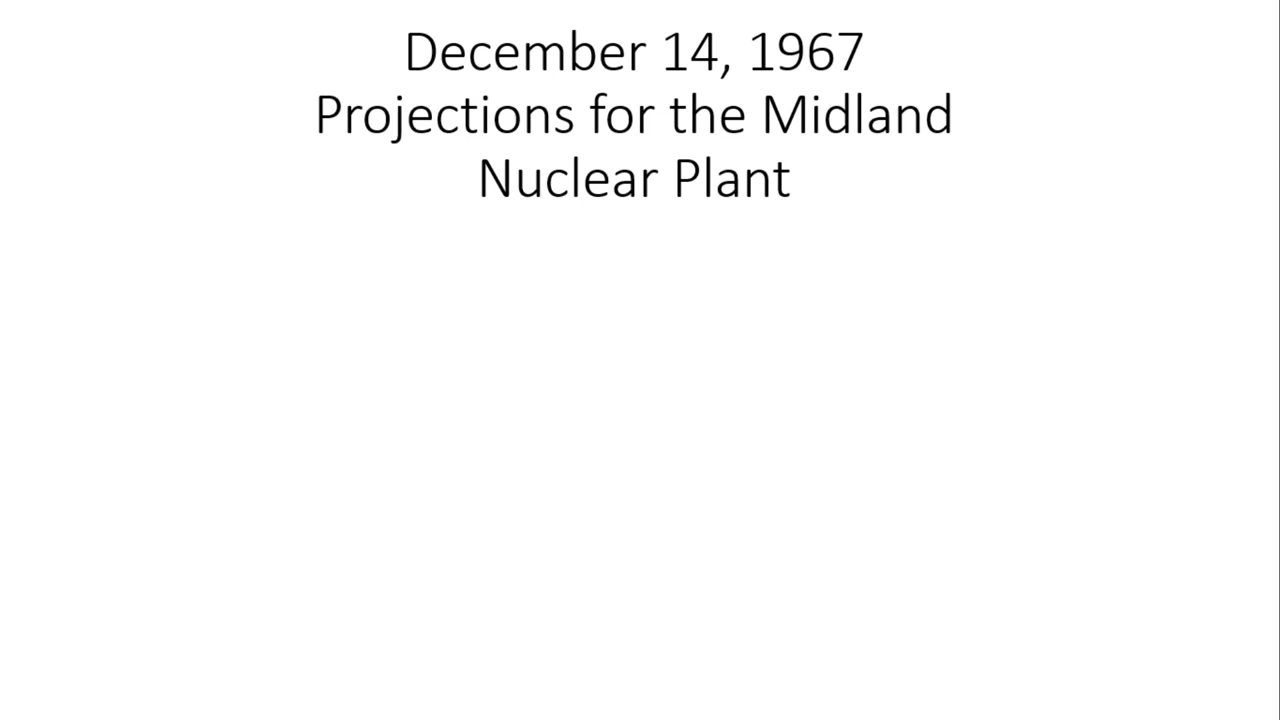 December 14, 1967
Projections for the Midland
Nuclear Plant